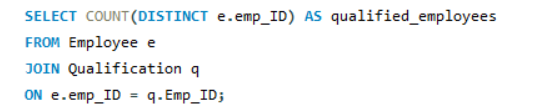 SELECT COUNT(DISTINCT e.emp_ID) AS qualified_employees
FROM Employee e
JOIN Qualification q
ON e.emp_ID = q.Emp_ID;